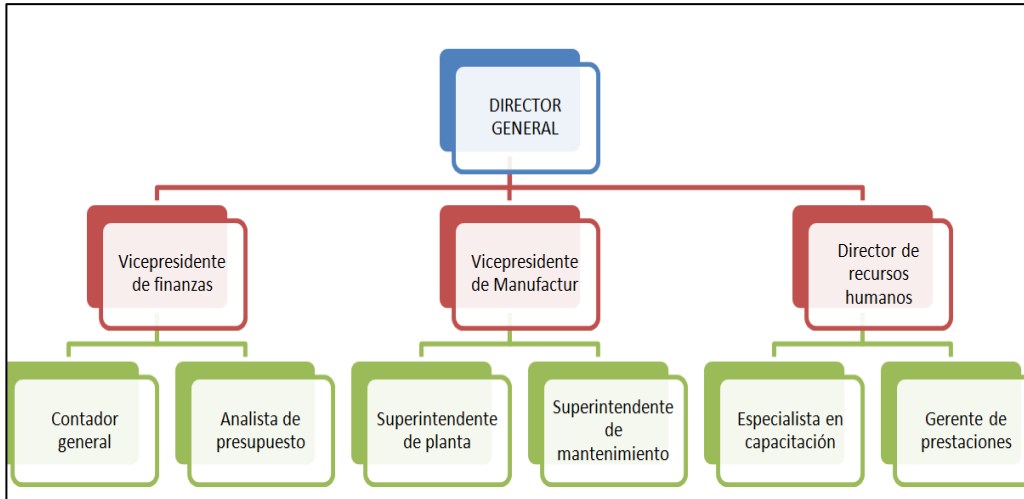 DIRECTOR
GENERAL
Vicepresidente
de finanzas
Vicepresidente
de Manufactur
Director de
recursos
humanos
Contador
general
Analista de
presupuesto
Superintendente
de planta
Superintendente
de
mantenimiento
Especialista en
capacitación
Gerente de
prestaciones